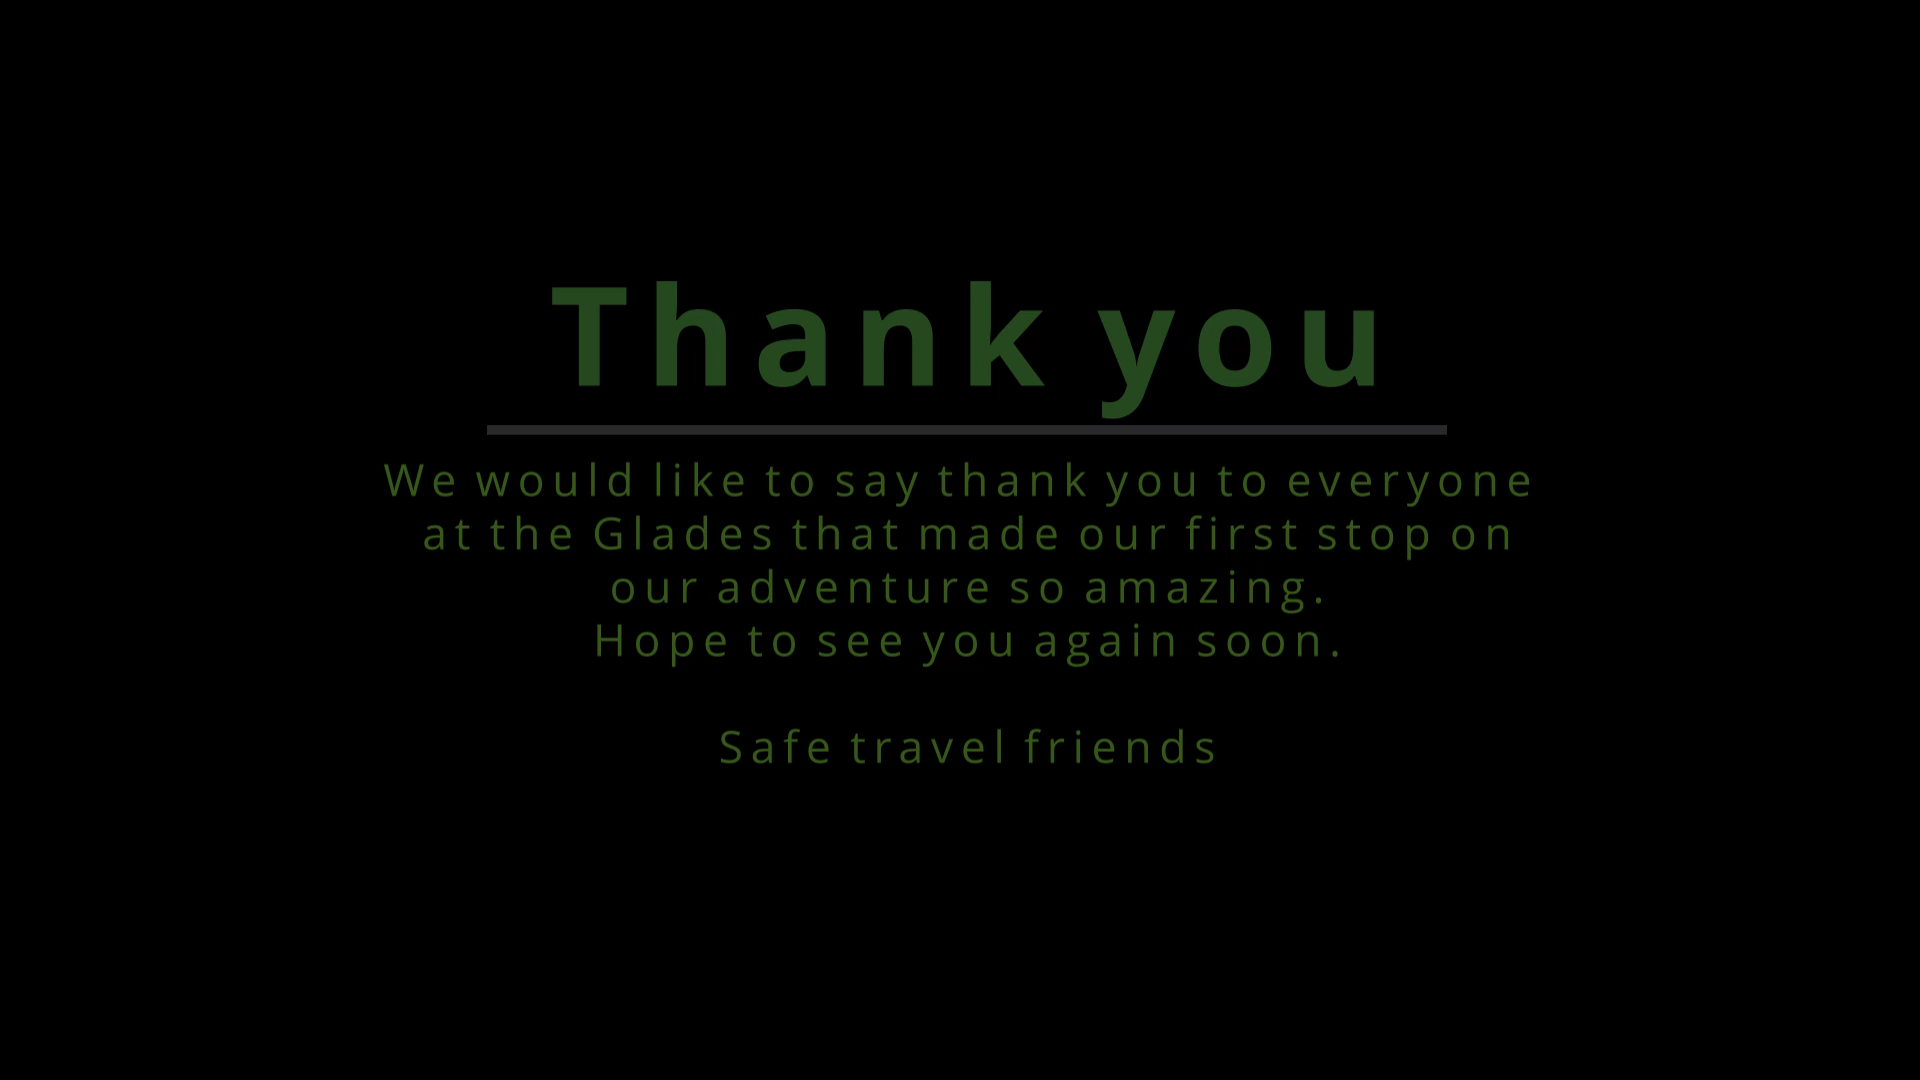 Thank you
We would like to say thank you to everyone
at the Glades that made our first stop on
our adventure so amazing.
Hope to see you again soon.
Safe travel friends